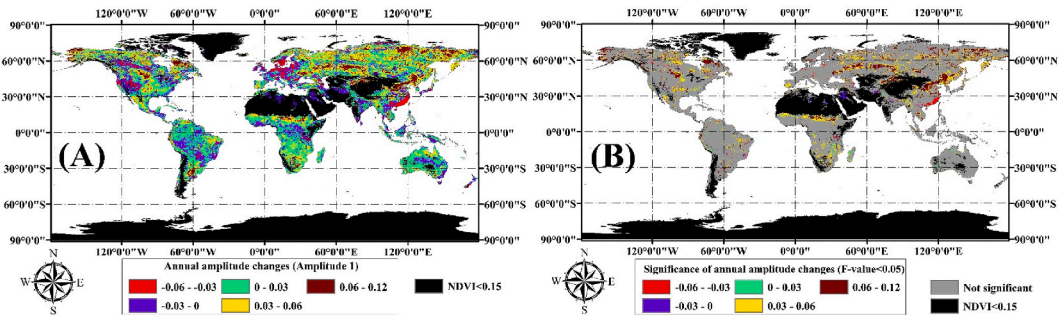 120°0'0"W 60°0'0"W 0°0'0" 60°0'0"E 120°0'0"E
90°0'0"N 90°0'0"N
60°0'0"N 60°0'0"N
30°0'0"N 30°0'0"N
0°0'0" 0°0'0"
(A)
30°0'0"S 30°0'0"S
60°0'0"S 60°0'0"S
90°0'0"S 90°0'0"S
120°0'0"W 60°0'0"W 0°0'0" 60°0'0"E 120°0'0"E
N
W E
S
Annual amplitude changes (Amplitude 1)
-0.06 - -0.03 0 - 0.03 0.06 - 0.12 NDVI<0.15
-0.03 - 0 0.03 - 0.06
120°0'0"W 60°0'0"W 0°0'0" 60°0'0"E 120°0'0"E
90°0'0"N 90°0'0"N
60°0'0"N 60°0'0"N
30°0'0"N 30°0'0"N
0°0'0" 0°0'0"
(B)
30°0'0"S 30°0'0"S
60°0'0"S 60°0'0"S
90°0'0"S 90°0'0"S
120°0'0"W 60°0'0"W 0°0'0" 60°0'0"E 120°0'0"E
N
W E
S
Significance of annual amplitude changes (F-value<0.05)
-0.06 - -0.03 0 - 0.03 0.06 - 0.12 Not significant
-0.03 - 0 0.03 - 0.06 NDVI<0.15